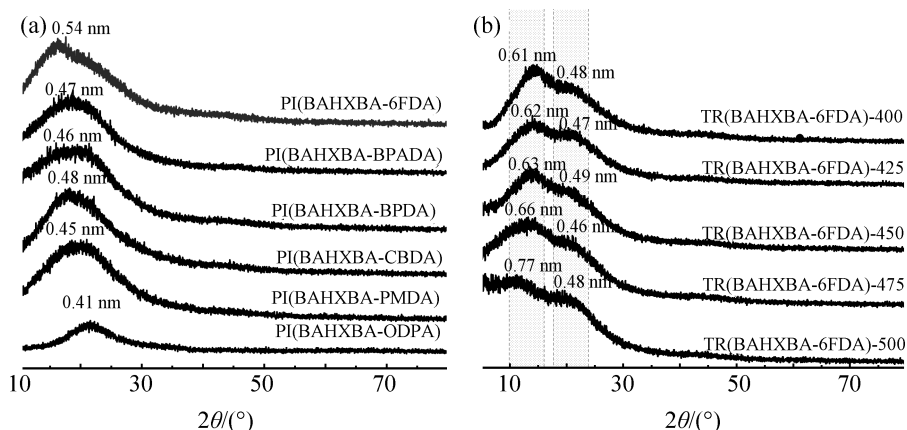 (a)
0.54 nm
PI(BAHXBA-6FDA)
0.47 nm
PI(BAHXBA-BPADA)
0.46 nm
PI(BAHXBA-BPDA)
0.48 nm
PI(BAHXBA-CBDA)
0.45 nm
PI(BAHXBA-PMDA)
0.41 nm
PI(BAHXBA-ODPA)
10 30 50 70
2θ/(°)
(b)
0.61 nm 0.48 nm
TR(BAHXBA-6FDA)-400
0.62 nm 0.47 nm
TR(BAHXBA-6FDA)-425
0.63 nm 0.49 nm
TR(BAHXBA-6FDA)-450
0.66 nm 0.46 nm
TR(BAHXBA-6FDA)-475
0.77 nm 0.48 nm
TR(BAHXBA-6FDA)-500
10 30 50 70
2θ/(°)